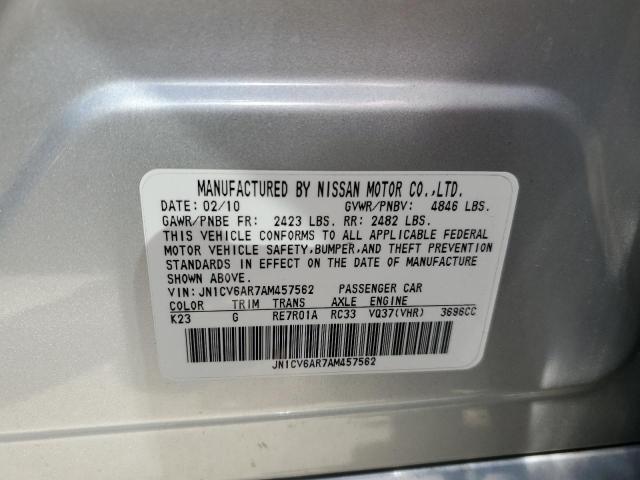 MANUFACTURED BY NISSAN MOTOR CO.,LTD.
DATE: 02/10 GVWR/PNBV: 4846 LBS.
GAWR/PNBE FR: 2423 LBS. RR: 2482 LBS.
THIS VEHICLE CONFORMS TO ALL APPLICABLE FEDERAL
MOTOR VEHICLE SAFETY,BUMPER,AND THEFT PREVENTION
STANDARDS IN EFFECT ON THE DATE OF MANUFACTURE
SHOWN ABOVE.
VIN: JN1CV6AR7AM457562 PASSENGER CAR
COLOR TRIM TRANS AXLE ENGINE
K23 G RE7R01A RC33 VQ37(VHR) 3696CC
JN1CV6AR7AM457562